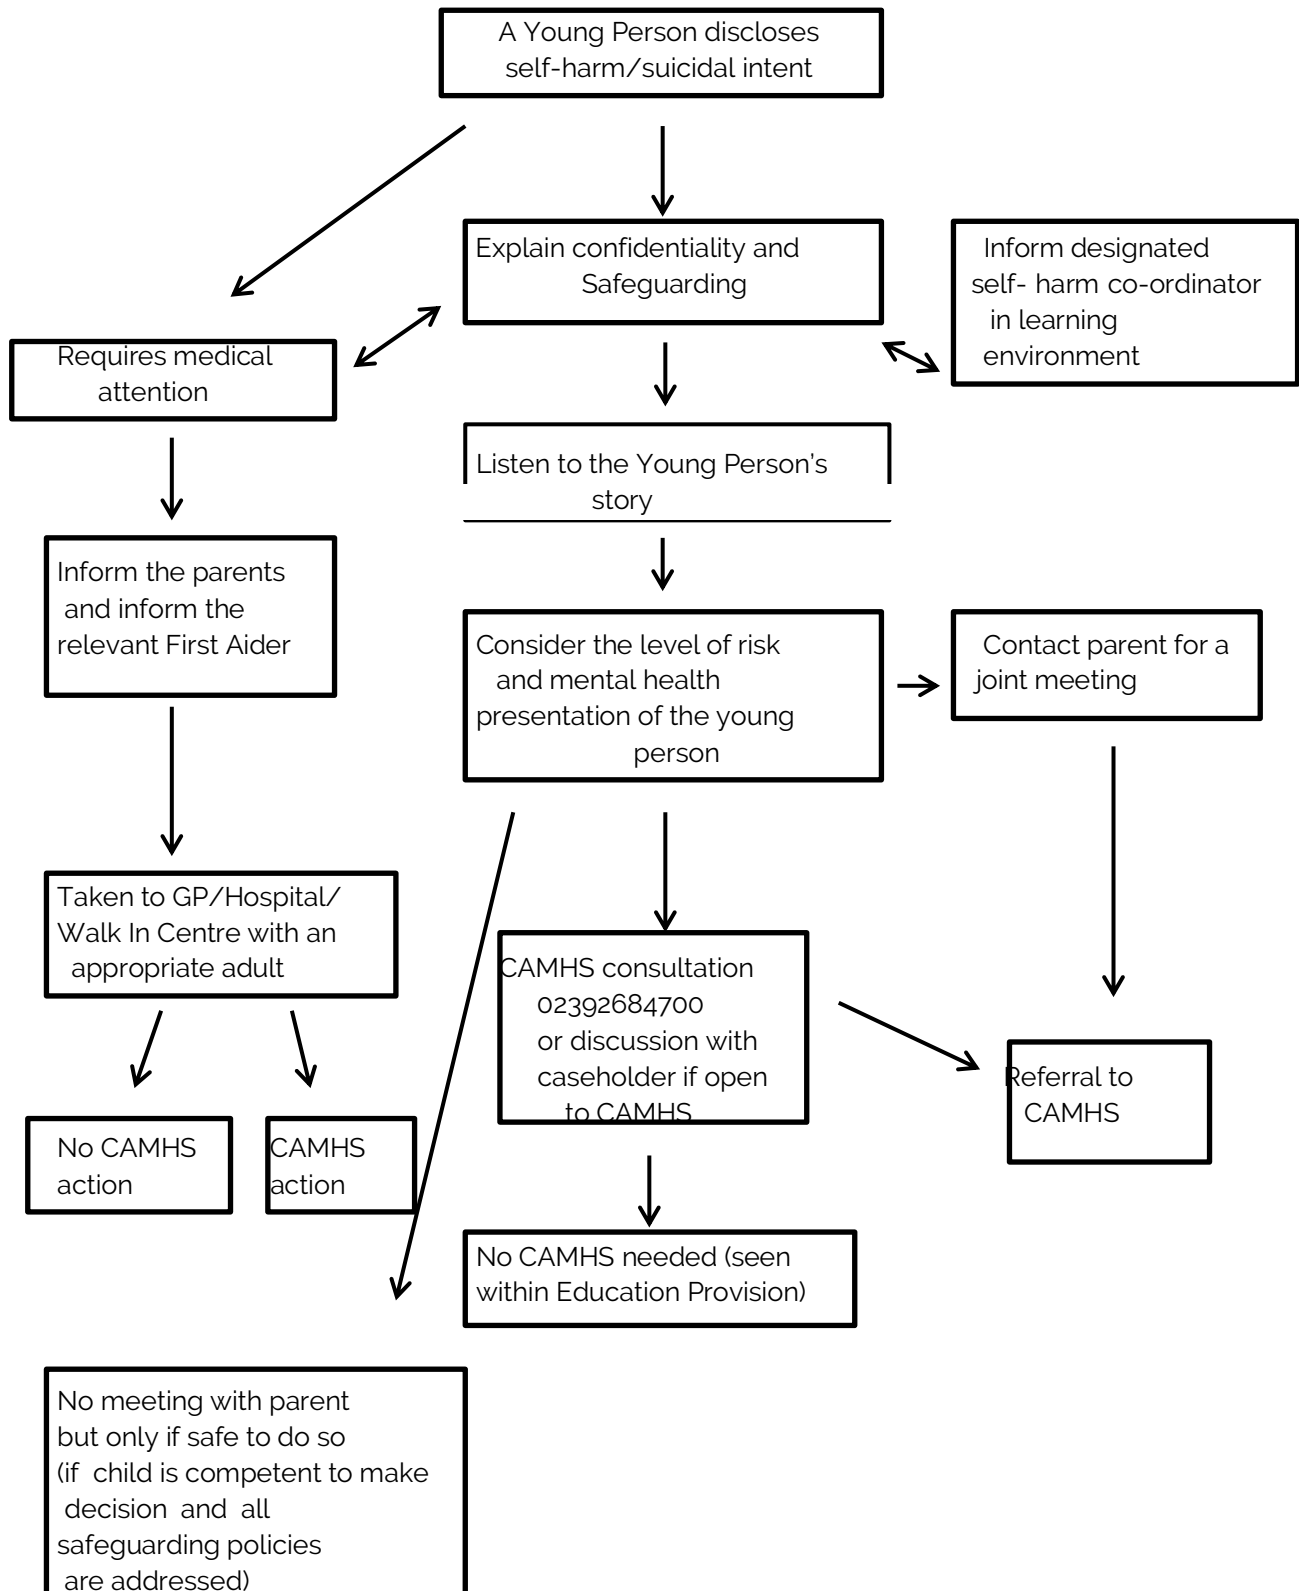 A Young Person discloses
self-harm/suicidal intent
Explain confidentiality and
Safeguarding
Inform designated
self- harm co-ordinator
in learning
environment
Requires medical
attention
Listen to the Young Person’s
story
Inform the parents
and inform the
relevant First Aider
Consider the level of risk
and mental health
presentation of the young
person
Contact parent for a
joint meeting
Taken to GP/Hospital/
Walk In Centre with an
appropriate adult
CAMHS consultation
02392684700
or discussion with
caseholder if open
to CAMHS
Referral to
CAMHS
No CAMHS
action
CAMHS
action
No CAMHS needed (seen
within Education Provision)
No meeting with parent
but only if safe to do so
(if child is competent to make
decision and all
safeguarding policies
are addressed)